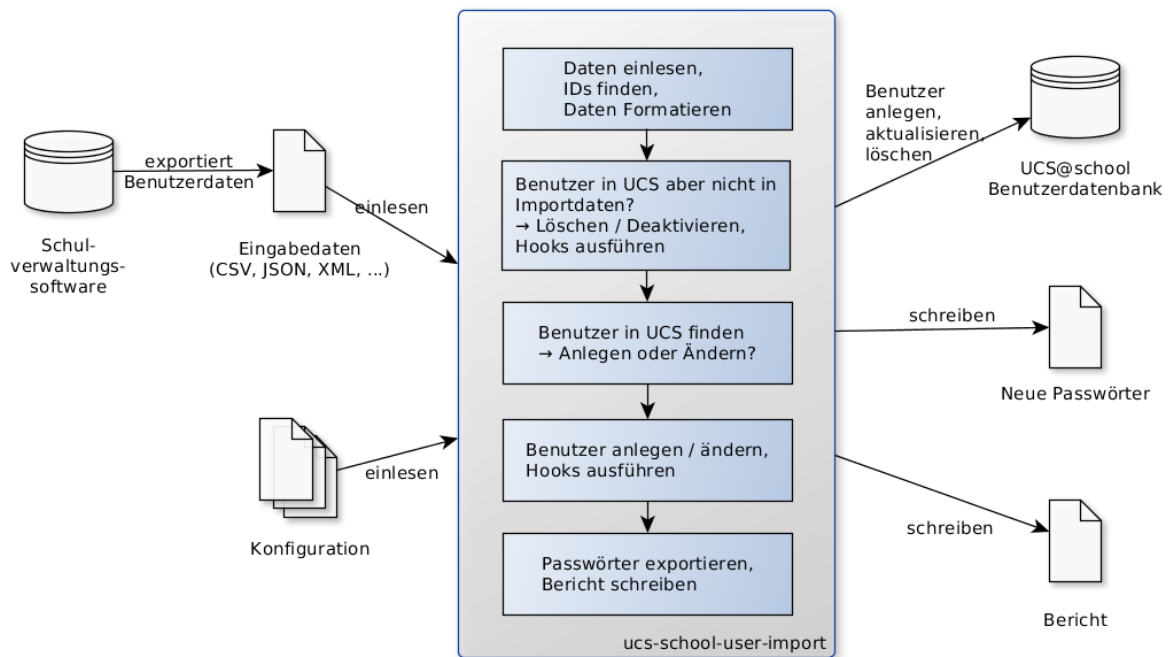 Schul-
verwaltungs-
software
exportiert
Benutzerdaten
Eingabedaten
(CSV, JSON, XML, ...)
einlesen
Konfiguration
einlesen
Daten einlesen,
IDs finden,
Daten Formatieren
Benutzer in UCS aber nicht in
Importdaten?
→ Löschen / Deaktivieren,
Hooks ausführen
Benutzer in UCS finden
→ Anlegen oder Ändern?
Benutzer anlegen / ändern,
Hooks ausführen
Passwörter exportieren,
Bericht schreiben
ucs-school-user-import
Benutzer
anlegen,
aktualisieren,
löschen
UCS@school
Benutzerdatenbank
schreiben
Neue Passwörter
schreiben
Bericht